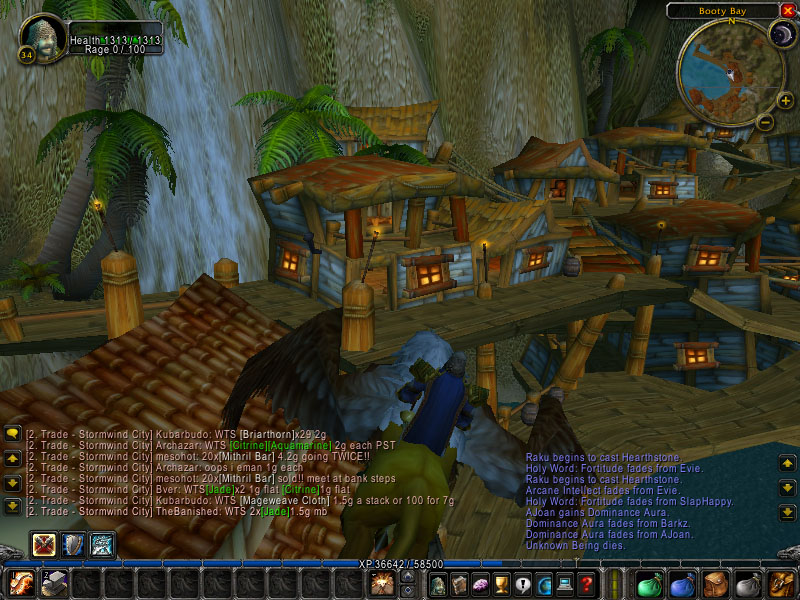 Booty Bay
N
Health 1313 / 1313
Rage 0 / 100
34
[2. Trade - Stormwind City] Kubarbudo: WTS [Briarthorn]x29 2g
[2. Trade - Stormwind City] Archazar: WTS [Citrine][Aquamarine] 2g each PST
[2. Trade - Stormwind City] mesohot: 20x[Mithril Bar] 4.2g going TWICE!!
[2. Trade - Stormwind City] Archazar: oops i eman 1g each
[2. Trade - Stormwind City] mesohot: 20x[Mithril Bar] sold!! meet at bank steps
[2. Trade - Stormwind City] Bver: WTS[Jade]x2 1g flat [Citrine]1g flat
[2. Trade - Stormwind City] Kubarbudo: WTS [Mageweave Cloth] 1.5g a stack or 100 for 7g
[2. Trade - Stormwind City] TheBanished: WTS 2x[Jade]1.5g mb
Raku begins to cast Hearthstone.
Holy Word: Fortitude fades from Evie.
Raku begins to cast Hearthstone.
Arcane Intellect fades from Evie.
Holy Word: Fortitude fades from SlapHappy.
AJoan gains Dominance Aura.
Dominance Aura fades from Barkz.
Dominance Aura fades from AJoan.
Unknown Being dies.
XP 36642 / 58500
2